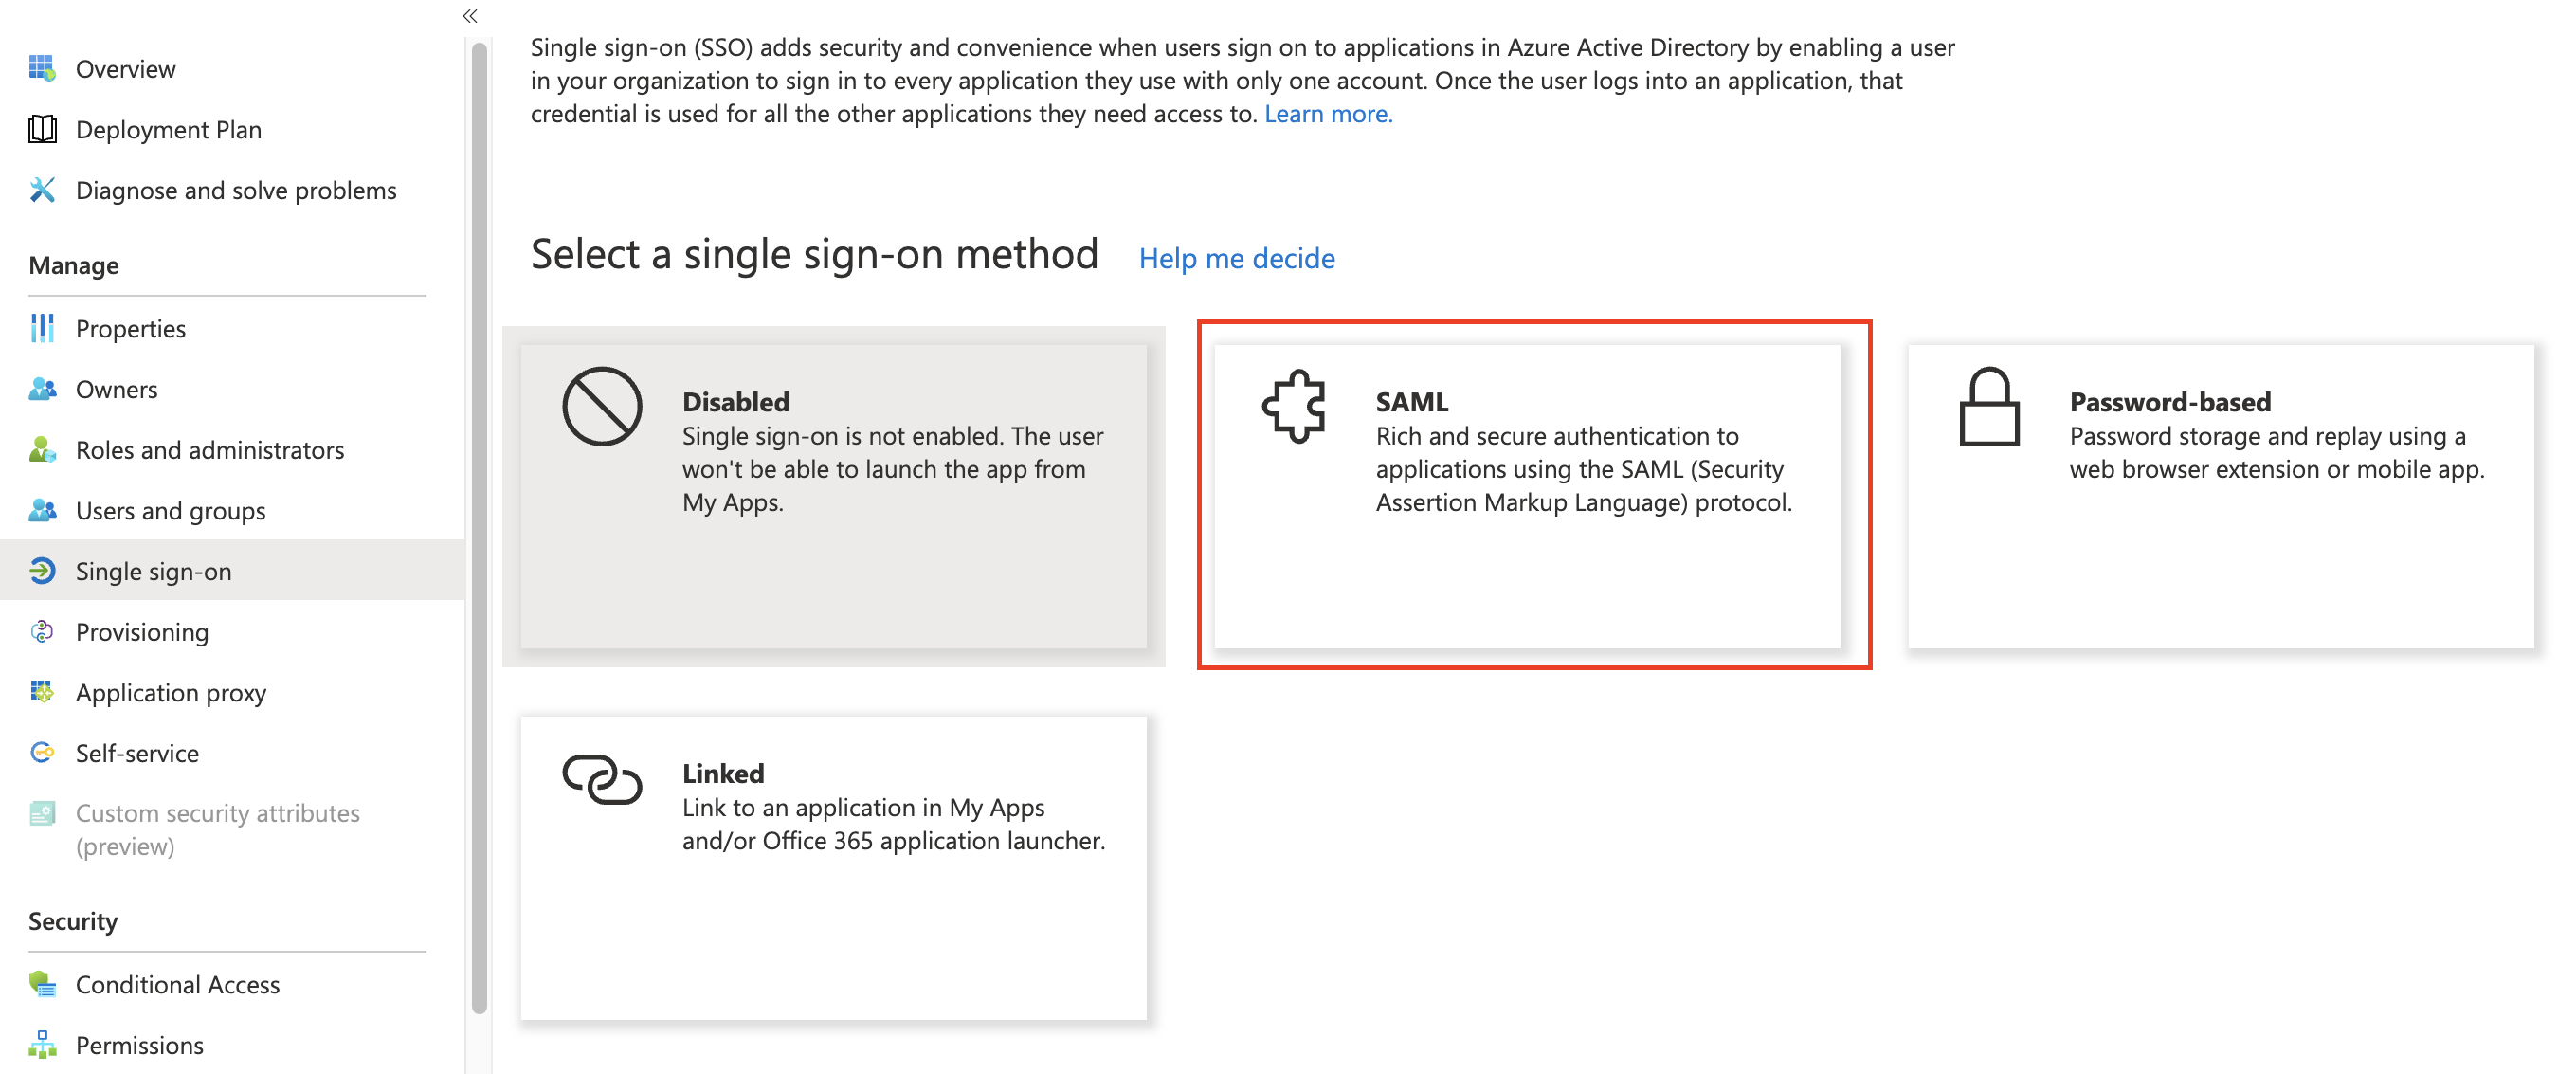 Overview
Deployment Plan
Diagnose and solve problems
Manage
Properties
Owners
Roles and administrators
Users and groups
Single sign-on
Provisioning
Application proxy
Self-service
Custom security attributes
(preview)
Security
Conditional Access
Permissions
Single sign-on (SSO) adds security and convenience when users sign on to applications in Azure Active Directory by enabling a user
in your organization to sign in to every application they use with only one account. Once the user logs into an application, that
credential is used for all the other applications they need access to. Learn more.
Select a single sign-on method Help me decide
Disabled
Single sign-on is not enabled. The user
won't be able to launch the app from
My Apps.
SAML
Rich and secure authentication to
applications using the SAML (Security
Assertion Markup Language) protocol.
Password-based
Password storage and replay using a
web browser extension or mobile app.
Linked
Link to an application in My Apps
and/or Office 365 application launcher.